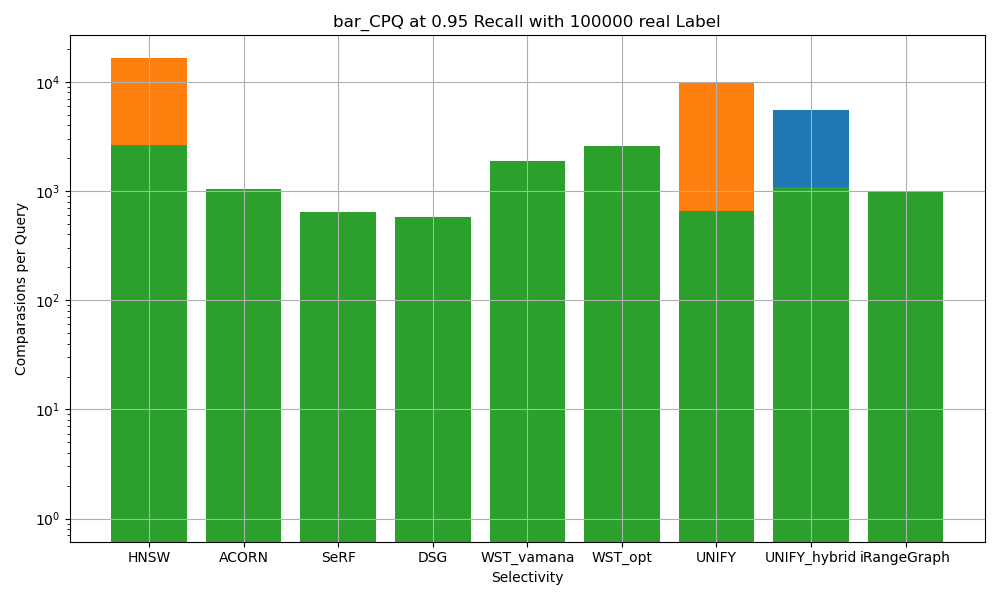 bar_CPQ at 0.95 Recall with 100000 real Label
Comparasions per Query
10^4
10^3
10^2
10^1
10^0
HNSW ACORN SeRF DSG WST_vamana WST_opt UNIFY UNIFY_hybrid iRangeGraph
Selectivity